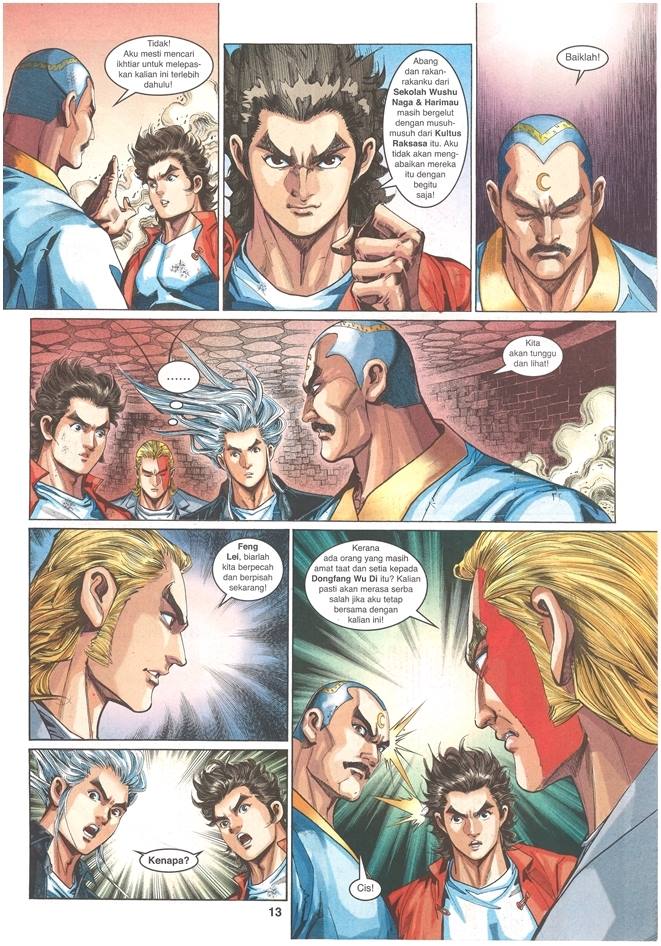 Tidak!
Aku mesti mencari
ikhtiar untuk melepas-
kan kalian ini terlebih
dahulu!
Abang
dan rakan-
rakanku dari
Sekolah Wushu
Naga & Harimau
masih bergelut
dengan musuh-
musuh dari Kultus
Raksasa itu. Aku
tidak akan meng-
abaikan mereka
itu dengan
begitu
saja!
Baiklah!
......
Kita
akan tunggu
dan lihat!
Feng
Lei, biarlah
kita berpecah
dan berpisah
sekarang!
Kerana
ada orang yang masih
amat taat dan setia kepada
Dongfang Wu Di itu? Kalian
pasti akan merasa serba
salah jika aku tetap
bersama dengan
kalian ini!
Kenapa?
Cis!
13